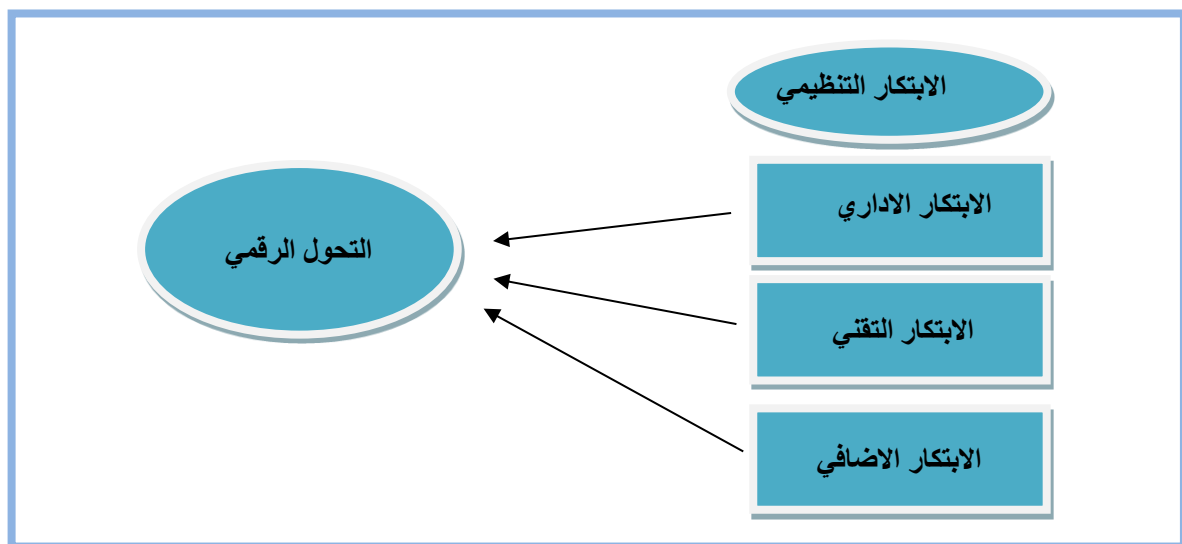 الابتكار التنظيمي
الابتكار الاداري
التحول الرقمي
الابتكار التقني
الابتكار الاضافي